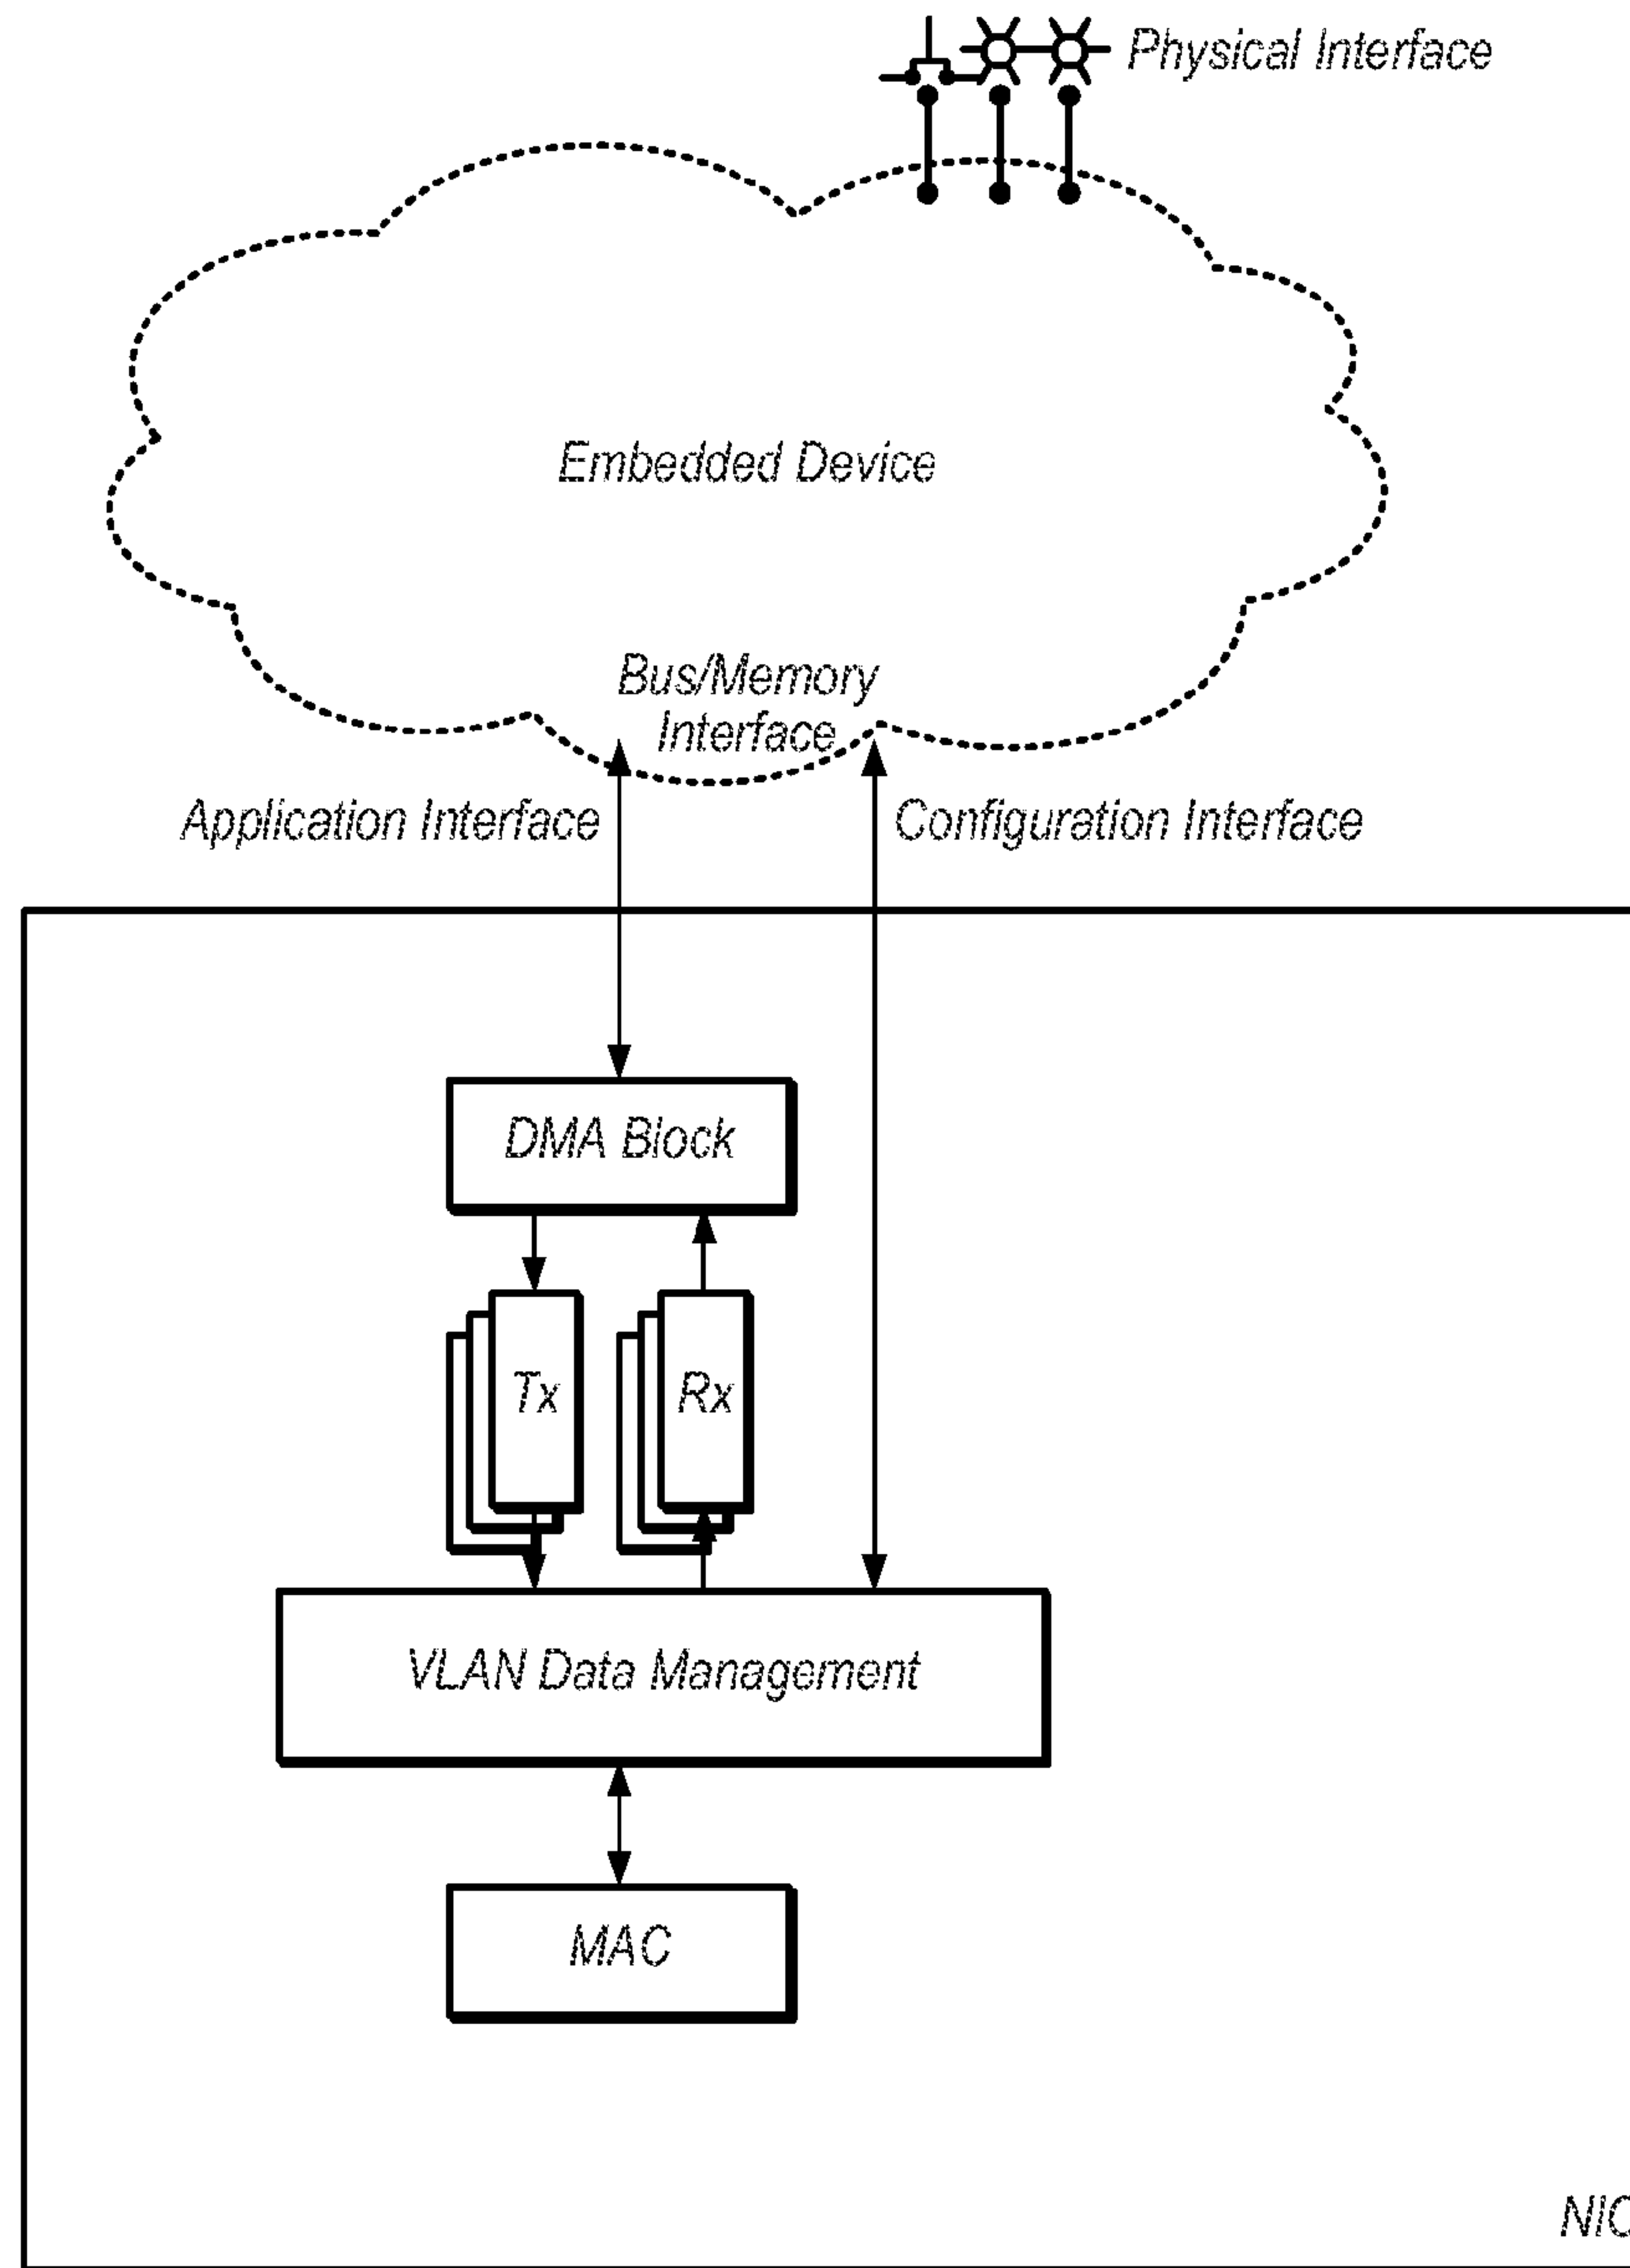 Physical Interface
Embedded Device
Bus/Memory
Interface
Application Interface
Configuration Interface
DMA Block
Tx
Rx
VLAN Data Management
MAC
NIC